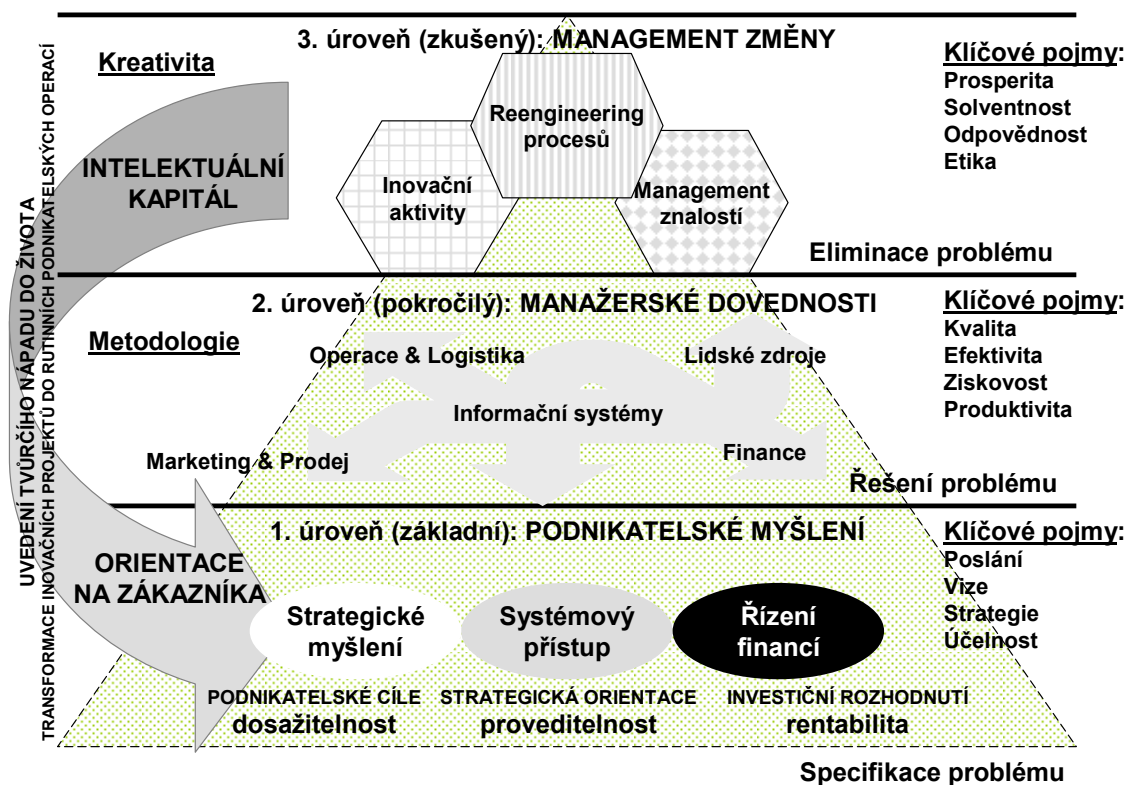 3. úroveň (zkušený): MANAGEMENT ZMĚNY
Kreativita
Klíčové pojmy:
Prosperita
Solventnost
Odpovědnost
Etika
Reengineering
procesů
INTELEKTUÁLNÍ
KAPITÁL
Inovační
aktivity
Management
znalostí
Eliminace problému
2. úroveň (pokročilý): MANAŽERSKÉ DOVEDNOSTI
Metodologie
Klíčové pojmy:
Kvalita
Efektivita
Ziskovost
Produktivita
Operace & Logistika
Lidské zdroje
Informační systémy
Marketing & Prodej
Finance
Řešení problému
1. úroveň (základní): PODNIKATELSKÉ MYŠLENÍ
Klíčové pojmy:
Poslání
Vize
Strategie
Účelnost
ORIENTACE
NA ZÁKAZNÍKA
Strategické
myšlení
Systémový
přístup
Řízení
financí
PODNIKATELSKÉ CÍLE
dosažitelnost
STRATEGICKÁ ORIENTACE
proveditelnost
INVESTIČNÍ ROZHODNUTÍ
rentabilita
Specifikace problému
UVEDENÍ TVŮRČÍHO NÁPADU DO ŽIVOTA
TRANSFORMACE INOVAČNÍCH PROJEKTŮ DO RUTINNÍCH PODNIKATELSKÝCH OPERACÍ